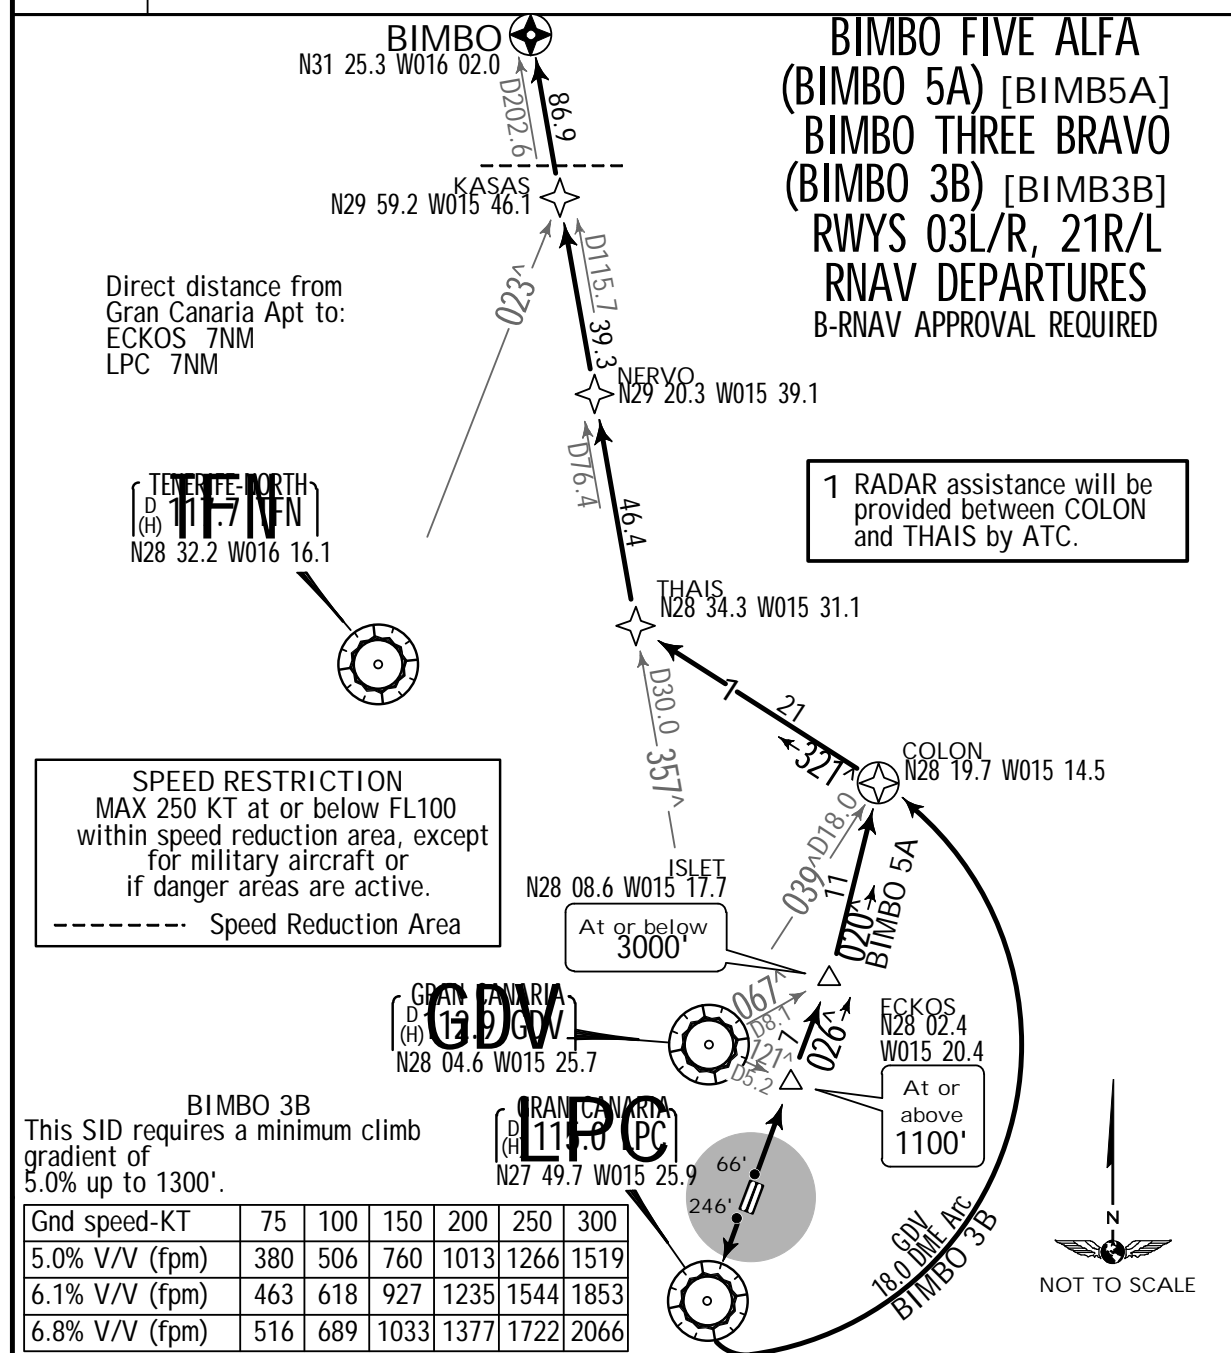 BIMBO
N31 25.3 W016 02.0
BIMBO FIVE ALFA
(BIMBO 5A) [BIMB5A]
BIMBO THREE BRAVO
(BIMBO 3B) [BIMB3B]
RWYS 03L/R, 21R/L
RNAV DEPARTURES
B-RNAV APPROVAL REQUIRED
D202.6
86.9
KASAS
N29 59.2 W015 46.1
Direct distance from
Gran Canaria Apt to:
ECKOS 7NM
LPC 7NM
023^
D115.7
39.3
NERVO
N29 20.3 W015 39.1
D76.4
46.4
TENERIFE-NORTH
D
(H) 117.7 TFN
TFN
N28 32.2 W016 16.1
1 RADAR assistance will be
provided between COLON
and THAIS by ATC.
THAIS
N28 34.3 W015 31.1
D30.0
357^
1
21
321^
COLON
N28 19.7 W015 14.5
SPEED RESTRICTION
MAX 250 KT at or below FL100
within speed reduction area, except
for military aircraft or
if danger areas are active.
Speed Reduction Area
ISLET
N28 08.6 W015 17.7
At or below
3000'
039^
D18.0
11
020^
BIMBO 5A
GRAN CANARIA
D
(H) 112.9 GDV
GDV
N28 04.6 W015 25.7
067^
D8.1
121^
D5.2
7
026^
ECKOS
N28 02.4
W015 20.4
At or
above
1100'
GRAN CANARIA
D
(H) 115.0 LPC
LPC
N27 49.7 W015 25.9
66'
246'
GDV
18.0 DME Arc
BIMBO 3B
N
NOT TO SCALE
BIMBO 3B
This SID requires a minimum climb
gradient of
5.0% up to 1300'.
Gnd speed-KT 75 100 150 200 250 300
5.0% V/V (fpm) 380 506 760 1013 1266 1519
6.1% V/V (fpm) 463 618 927 1235 1544 1853
6.8% V/V (fpm) 516 689 1033 1377 1722 2066